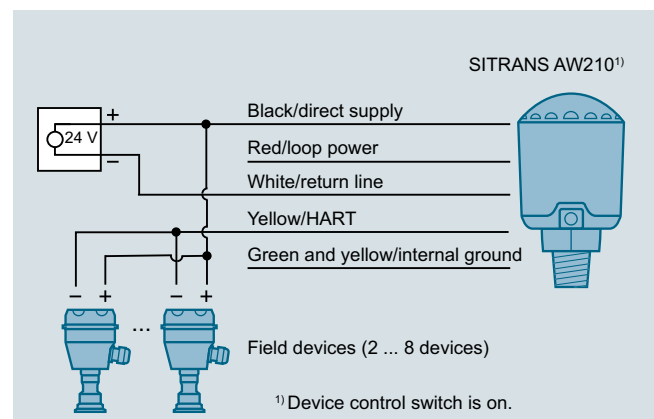 SITRANS AW210¹⁾
+
Black/direct supply
24 V
Red/loop power
–
White/return line
Yellow/HART
Green and yellow/internal ground
– + – +
...
Field devices (2 ... 8 devices)
¹⁾ Device control switch is on.